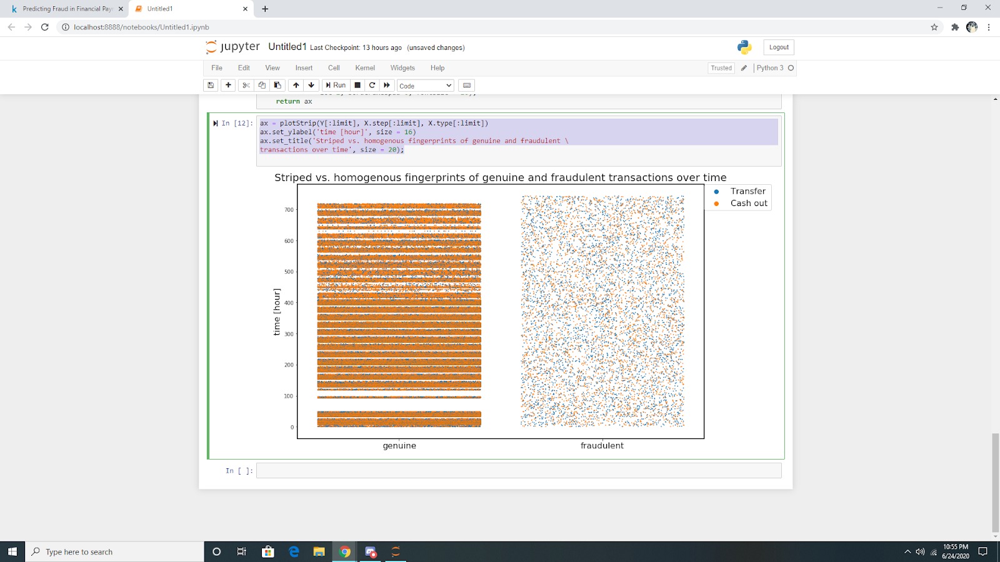 Predicting Fraud in Financial Pay
Untitled1
localhost:8888/notebooks/Untitled1.ipynb
jupyter Untitled1 Last Checkpoint: 13 hours ago (unsaved changes)
Logout
File Edit View Insert Cell Kernel Widgets Help
Trusted Python 3
Run Code
return ax
In [12]: ax = plotStrip(Y[:limit], X.step[:limit], X.type[:limit])
ax.set_ylabel('time [hour]', size = 16)
ax.set_title('Striped vs. homogenous fingerprints of genuine and fraudulent \
transactions over time', size = 20);
Striped vs. homogenous fingerprints of genuine and fraudulent transactions over time
Transfer
Cash out
700
600
500
400
300
200
100
0
time [hour]
genuine fraudulent
In [ ]:
Type here to search
10:55 PM
6/24/2020